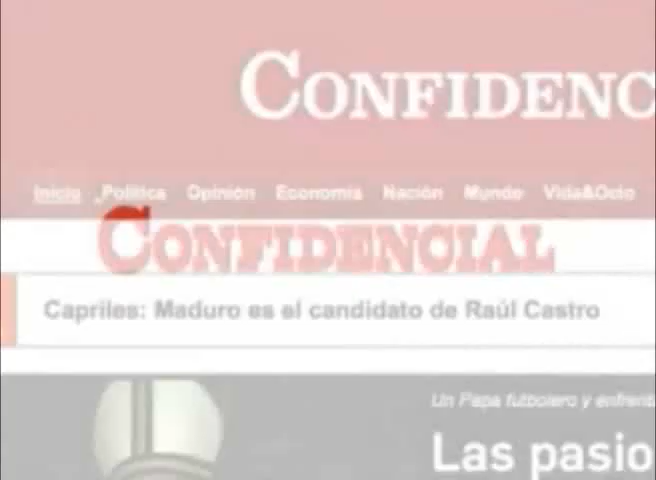 CONFIDENC
Inicio Política Opinión Economía Nación Mundo Vida&Ocio
CONFIDENCIAL
Capriles: Maduro es el candidato de Raúl Castro
Un Papa futbolero y enfrent
Las pasio